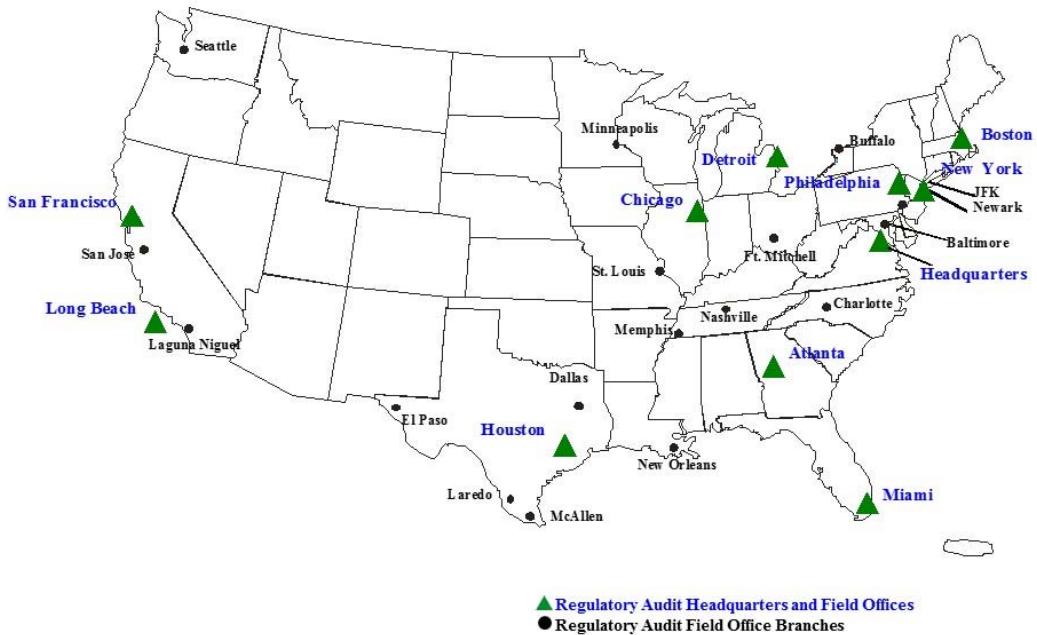 Seattle
Minneapolis
Buffalo
Boston
Detroit
New York
Philadelphia
JFK
Newark
San Francisco
Chicago
Baltimore
San Jose
Ft. Mitchell
St. Louis
Headquarters
Long Beach
Charlotte
Nashville
Memphis
Laguna Niguel
Atlanta
Dallas
El Paso
Houston
New Orleans
Laredo
Miami
McAllen
Regulatory Audit Headquarters and Field Offices
Regulatory Audit Field Office Branches